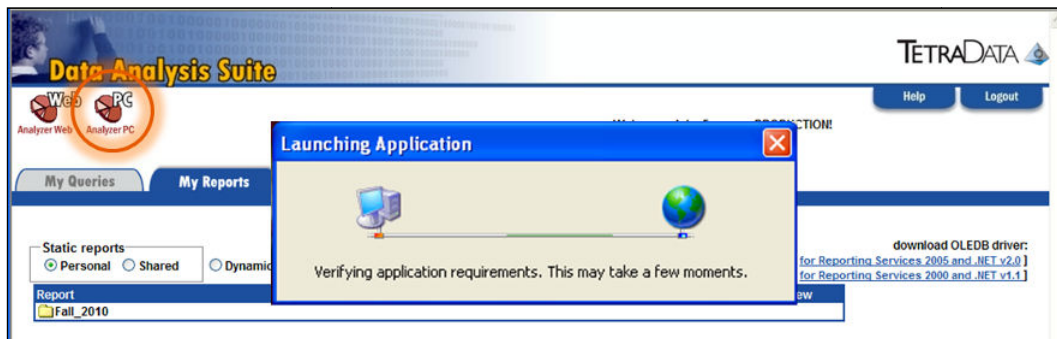 Data Analysis Suite
TETRADATA
Web
PC
Analyzer Web
Analyzer PC
Help
Logout
Launching Application
My Queries
My Reports
Verifying application requirements. This may take a few moments.
Static reports
Personal
Shared
Dynamic
download OLEDB driver:
for Reporting Services 2005 and .NET v2.0 ]
for Reporting Services 2000 and .NET v1.1 ]
Report
Fall_2010